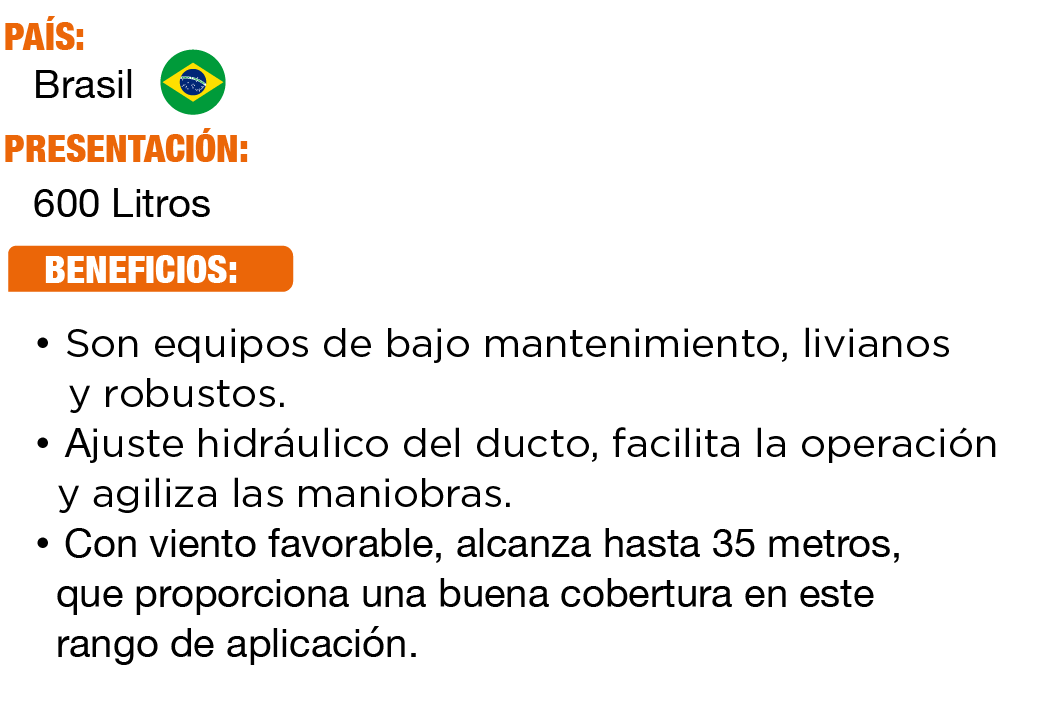 PAÍS:
Brasil
PRESENTACIÓN:
600 Litros
BENEFICIOS:
• Son equipos de bajo mantenimiento, livianos
y robustos.
• Ajuste hidráulico del ducto, facilita la operación
y agiliza las maniobras.
• Con viento favorable, alcanza hasta 35 metros,
que proporciona una buena cobertura en este
rango de aplicación.